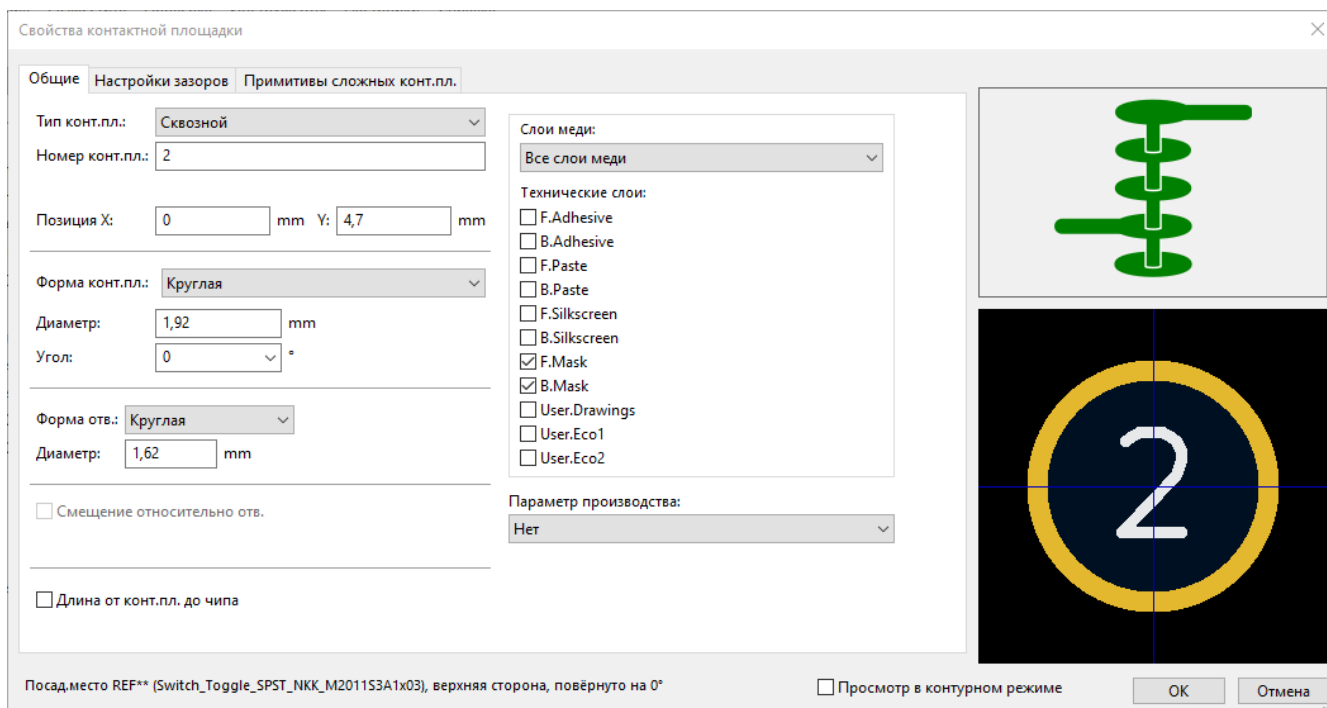 Свойства контактной площадки
Общие Настройки зазоров Примитивы сложных конт.пл.
Тип конт.пл.: Сквозной
Номер конт.пл.: 2
Позиция X: 0 mm Y: 4,7 mm
Форма конт.пл.: Круглая
Диаметр: 1,92 mm
Угол: 0 °
Форма отв.: Круглая
Диаметр: 1,62 mm
Смещение относительно отв.
Длина от конт.пл. до чипа
Слои меди:
Все слои меди
Технические слои:
F.Adhesive
B.Adhesive
F.Paste
B.Paste
F.Silkscreen
B.Silkscreen
F.Mask
B.Mask
User.Drawings
User.Eco1
User.Eco2
Параметр производства:
Нет
2
Посад.место REF** (Switch_Toggle_SPST_NKK_M2011S3A1x03), верхняя сторона, повёрнуто на 0°
Просмотр в контурном режиме
OK Отмена